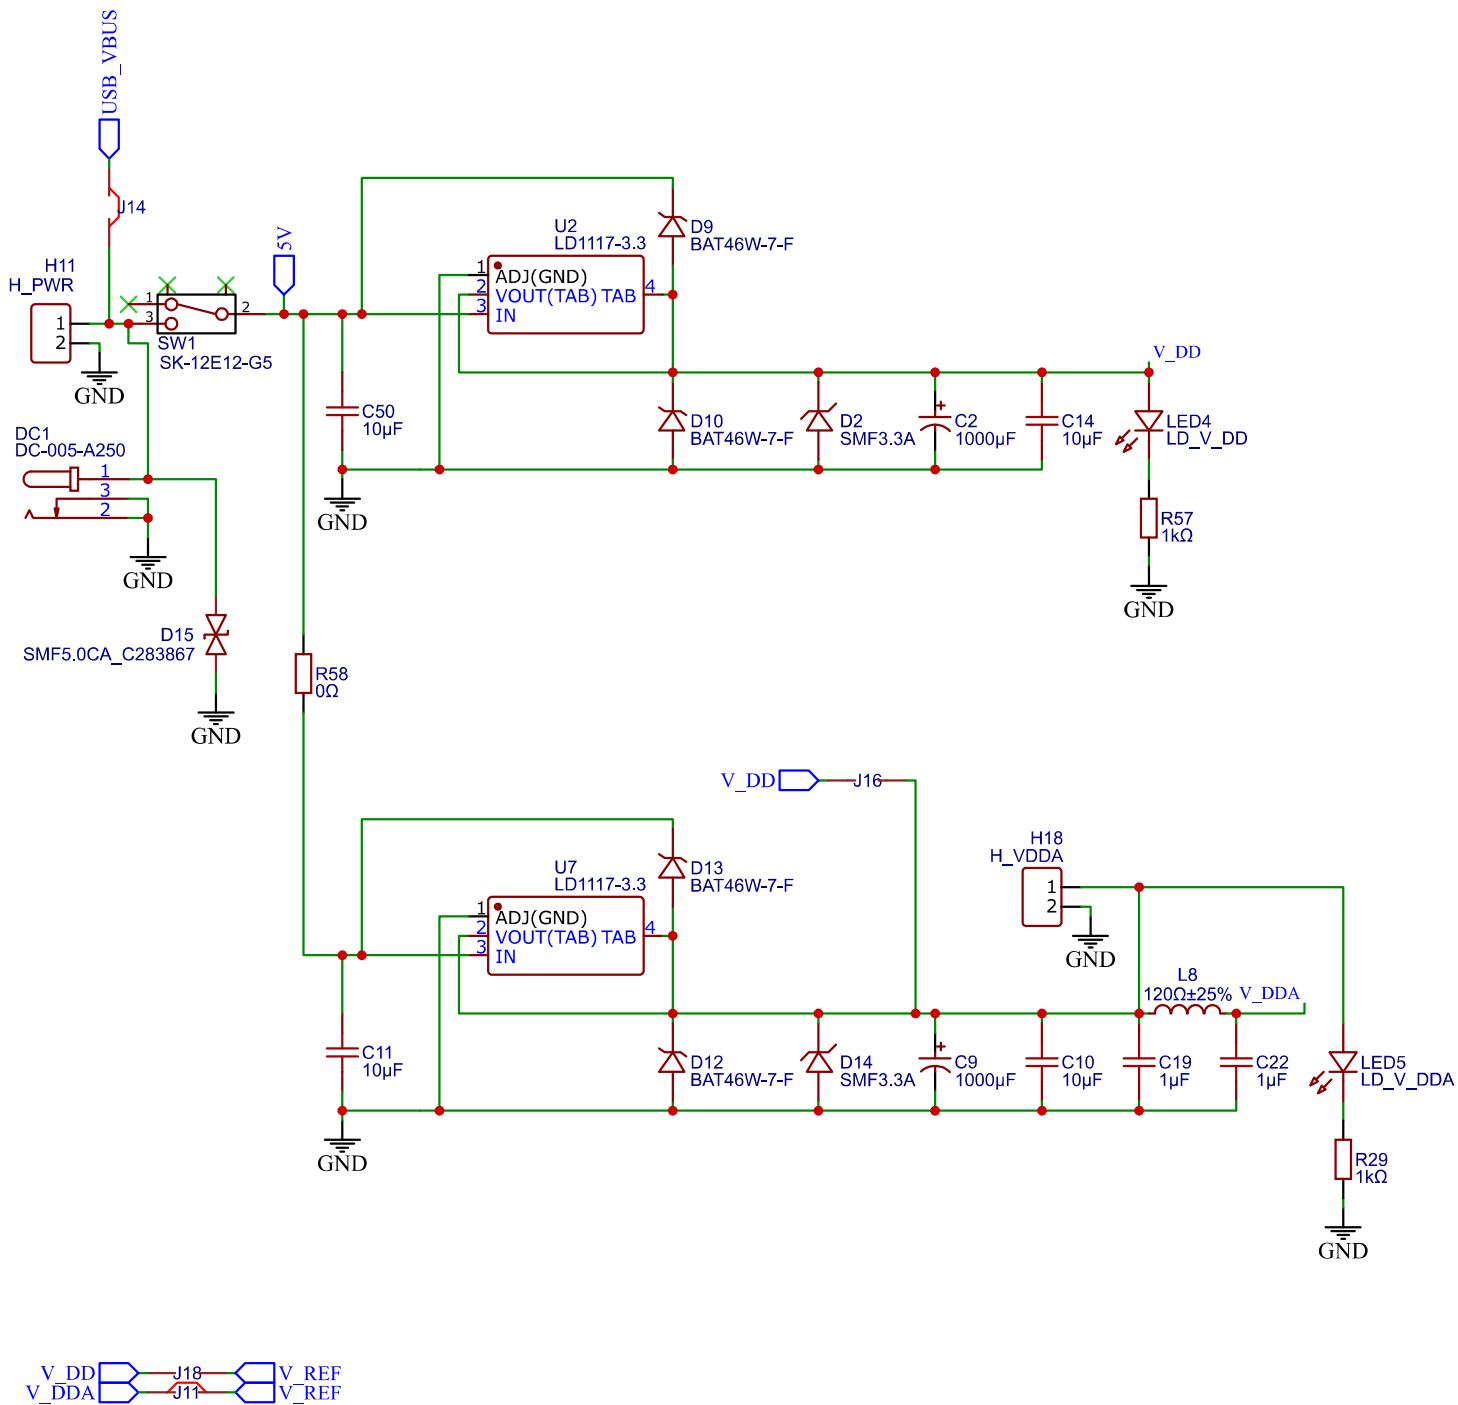 USB_VBUS
J14
H11
H_PWR
1
2
1
3
2
SW1
SK-12E12-G5
GND
5V
DC1
DC-005-A250
1
3
2
GND
D15
SMF5.0CA_C283867
GND
U2
LD1117-3.3
1
2
3
4
ADJ(GND)
VOUT(TAB) TAB
IN
D9
BAT46W-7-F
C50
10µF
GND
D10
BAT46W-7-F
D2
SMF3.3A
+
C2
1000µF
C14
10µF
V_DD
LED4
LD_V_DD
R57
1kΩ
GND
R58
0Ω
V_DD
J16
U7
LD1117-3.3
1
2
3
4
ADJ(GND)
VOUT(TAB) TAB
IN
D13
BAT46W-7-F
H18
H_VDDA
1
2
GND
L8
120Ω±25%
V_DDA
C11
10µF
GND
D12
BAT46W-7-F
D14
SMF3.3A
+
C9
1000µF
C10
10µF
C19
1µF
C22
1µF
LED5
LD_V_DDA
R29
1kΩ
GND
V_DD
J18
V_REF
V_DDA
J11
V_REF